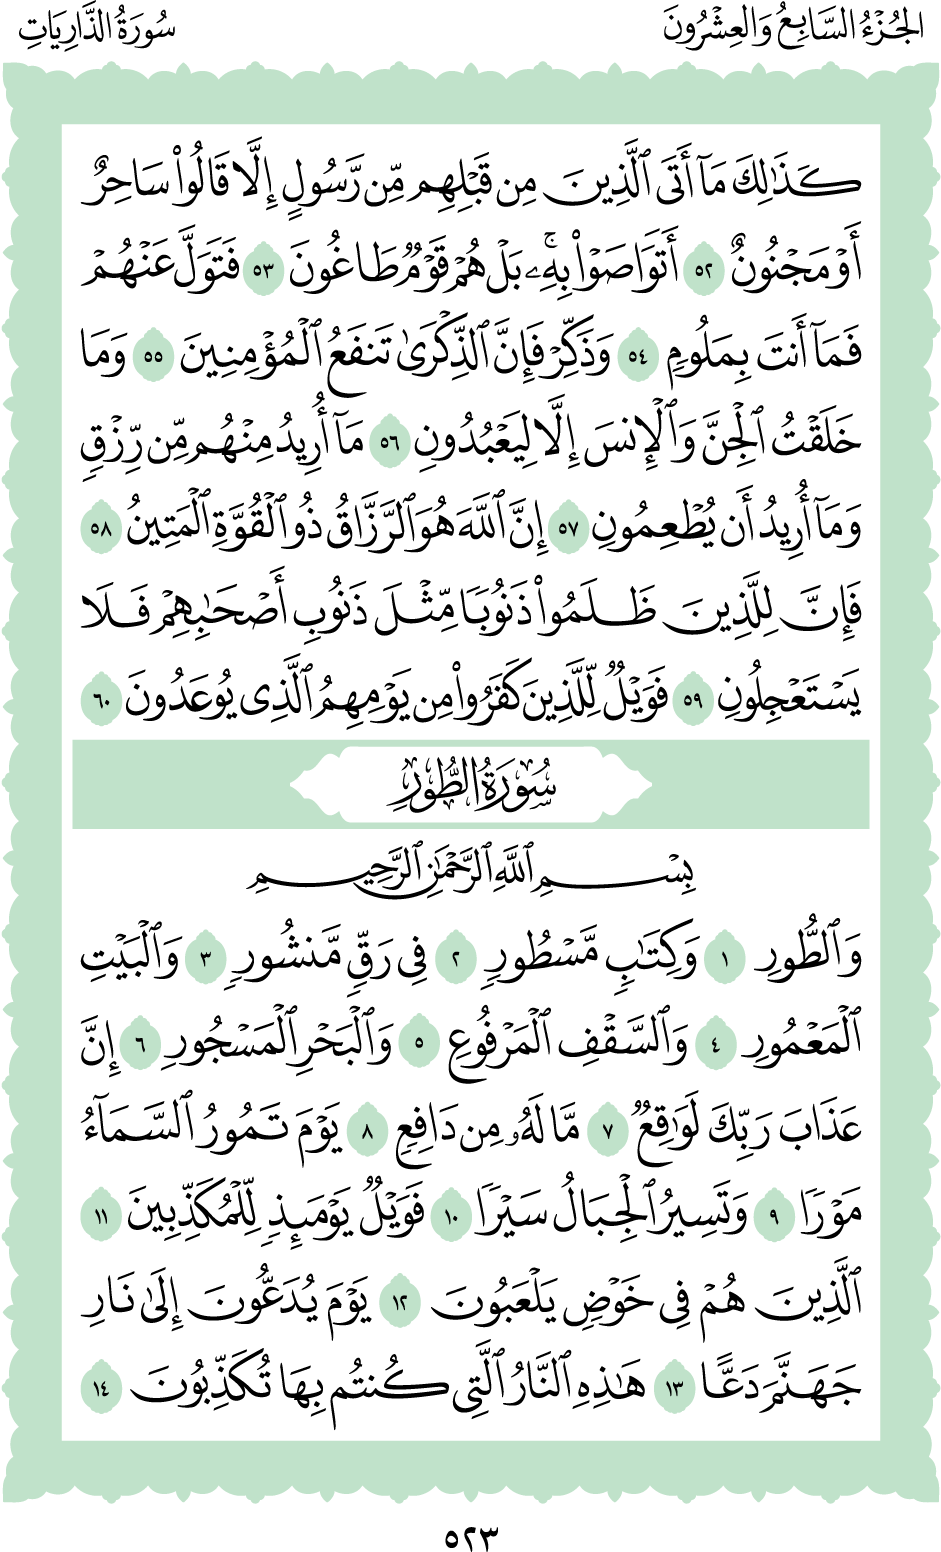 الجُزْءُ السَّابِعُ وَالعِشْرُونَ
سُورَةُ الذَّارِيَاتِ
كَذَٰلِكَ مَآ أَتَى ٱلَّذِينَ مِن قَبْلِهِم مِّن رَّسُولٍ إِلَّا قَالُوا۟ سَاحِرٌ
أَوْ مَجْنُونٌ ٥٢ أَتَوَاصَوْا۟ بِهِۦ ۚ بَلْ هُمْ قَوْمٌ طَاغُونَ ٥٣ فَتَوَلَّ عَنْهُمْ
فَمَآ أَنتَ بِمَلُومٍ ٥٤ وَذَكِّرْ فَإِنَّ ٱلذِّكْرَىٰ تَنفَعُ ٱلْمُؤْمِنِينَ ٥٥ وَمَا
خَلَقْتُ ٱلْجِنَّ وَٱلْإِنسَ إِلَّا لِيَعْبُدُونِ ٥٦ مَآ أُرِيدُ مِنْهُم مِّن رِّزْقٍ
وَمَآ أُرِيدُ أَن يُطْعِمُونِ ٥٧ إِنَّ ٱللَّهَ هُوَ ٱلرَّزَّاقُ ذُو ٱلْقُوَّةِ ٱلْمَتِينُ ٥٨
فَإِنَّ لِلَّذِينَ ظَلَمُوا۟ ذَنُوبًا مِّثْلَ ذَنُوبِ أَصْحَٰبِهِمْ فَلَا
يَسْتَعْجِلُونِ ٥٩ فَوَيْلٌ لِّلَّذِينَ كَفَرُوا۟ مِن يَوْمِهِمُ ٱلَّذِى يُوعَدُونَ ٦٠
سُورَةُ الطُّورِ
بِسْمِ ٱللَّهِ ٱلرَّحْمَٰنِ ٱلرَّحِيمِ
وَٱلطُّورِ ١ وَكِتَٰبٍ مَّسْطُورٍ ٢ فِى رَقٍّ مَّنشُورٍ ٣ وَٱلْبَيْتِ
ٱلْمَعْمُورِ ٤ وَٱلسَّقْفِ ٱلْمَرْفُوعِ ٥ وَٱلْبَحْرِ ٱلْمَسْجُورِ ٦ إِنَّ
عَذَابَ رَبِّكَ لَوَٰقِعٌ ٧ مَّا لَهُۥ مِن دَافِعٍ ٨ يَوْمَ تَمُورُ ٱلسَّمَآءُ
مَوْرًا ٩ وَتَسِيرُ ٱلْجِبَالُ سَيْرًا ١٠ فَوَيْلٌ يَوْمَئِذٍ لِّلْمُكَذِّبِينَ ١١
ٱلَّذِينَ هُمْ فِى خَوْضٍ يَلْعَبُونَ ١٢ يَوْمَ يُدَعُّونَ إِلَىٰ نَارِ
جَهَنَّمَ دَعًّا ١٣ هَٰذِهِ ٱلنَّارُ ٱلَّتِى كُنتُم بِهَا تُكَذِّبُونَ ١٤
٥٢٣